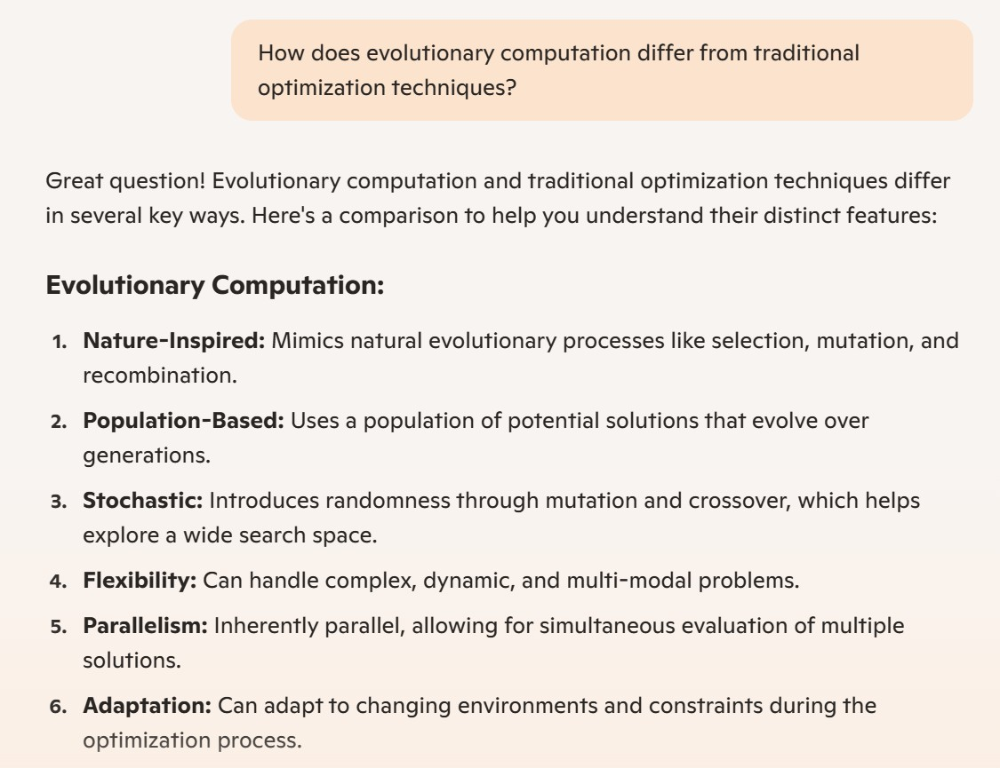 How does evolutionary computation differ from traditional
optimization techniques?
Great question! Evolutionary computation and traditional optimization techniques differ
in several key ways. Here's a comparison to help you understand their distinct features:
Evolutionary Computation:
1. Nature-Inspired: Mimics natural evolutionary processes like selection, mutation, and
recombination.
2. Population-Based: Uses a population of potential solutions that evolve over
generations.
3. Stochastic: Introduces randomness through mutation and crossover, which helps
explore a wide search space.
4. Flexibility: Can handle complex, dynamic, and multi-modal problems.
5. Parallelism: Inherently parallel, allowing for simultaneous evaluation of multiple
solutions.
6. Adaptation: Can adapt to changing environments and constraints during the
optimization process.